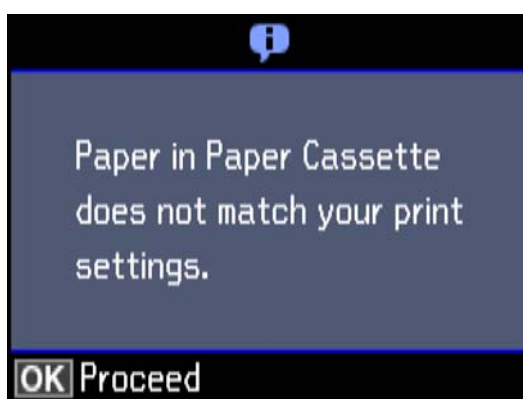 Paper in Paper Cassette
does not match your print
settings.
OK Proceed